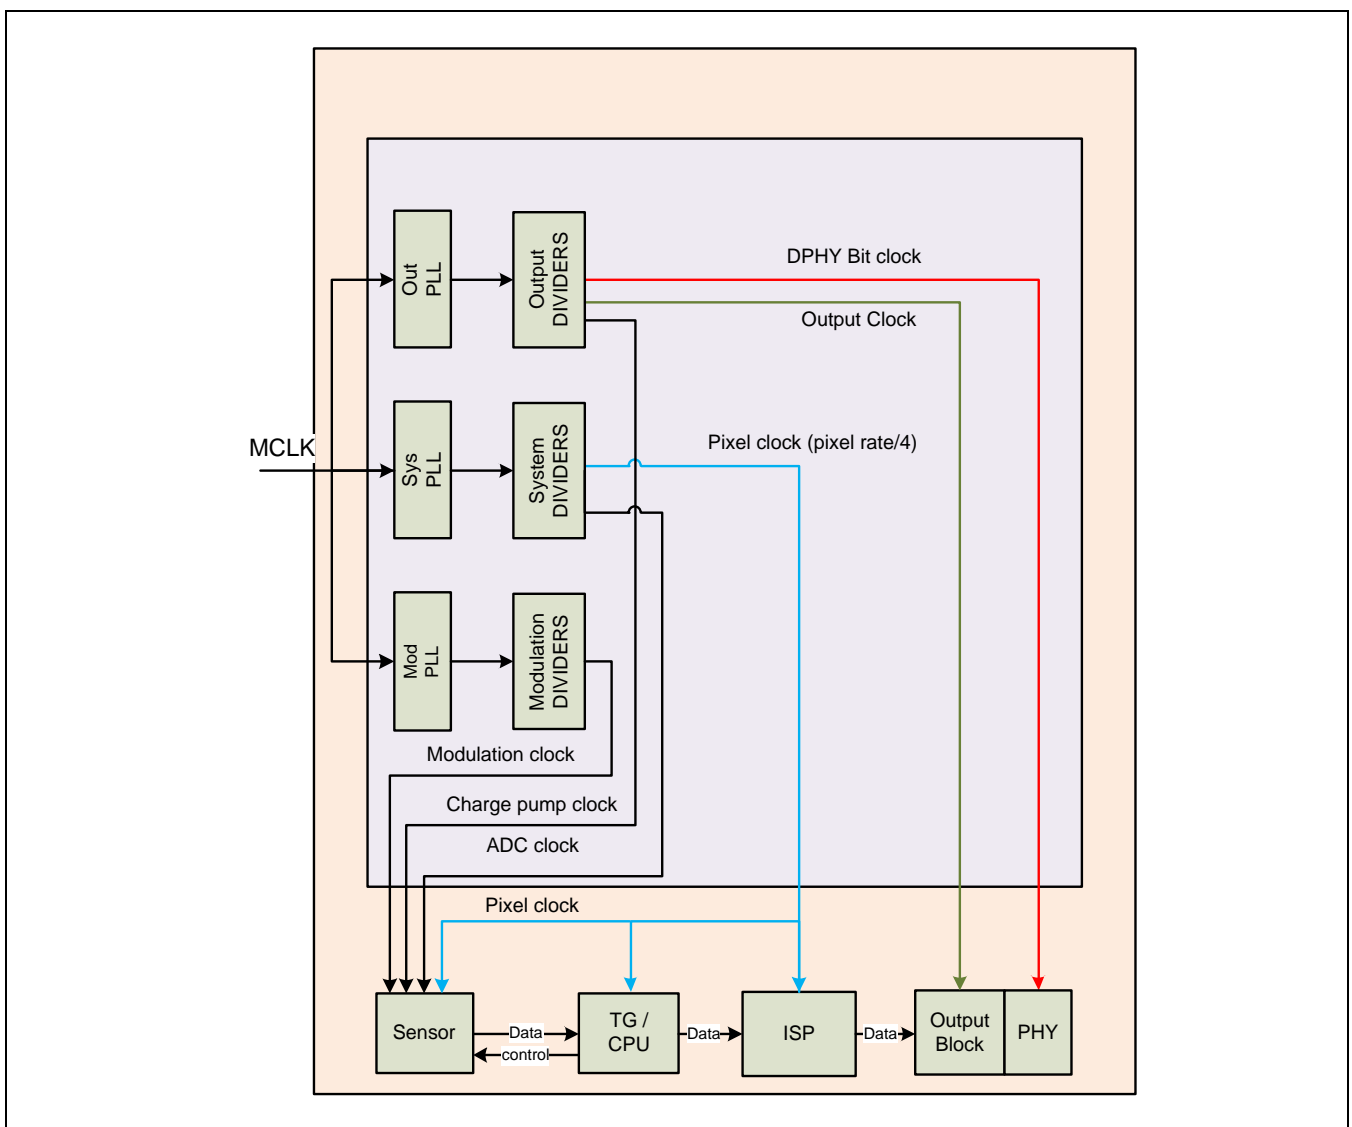 Out
PLL
Output
DIVIDERS
DPHY Bit clock
Output Clock
MCLK
Sys
PLL
System
DIVIDERS
Pixel clock (pixel rate/4)
Mod
PLL
Modulation
DIVIDERS
Modulation clock
Charge pump clock
ADC clock
Pixel clock
Sensor
Data
control
TG /
CPU
Data
ISP
Data
Output
Block
PHY